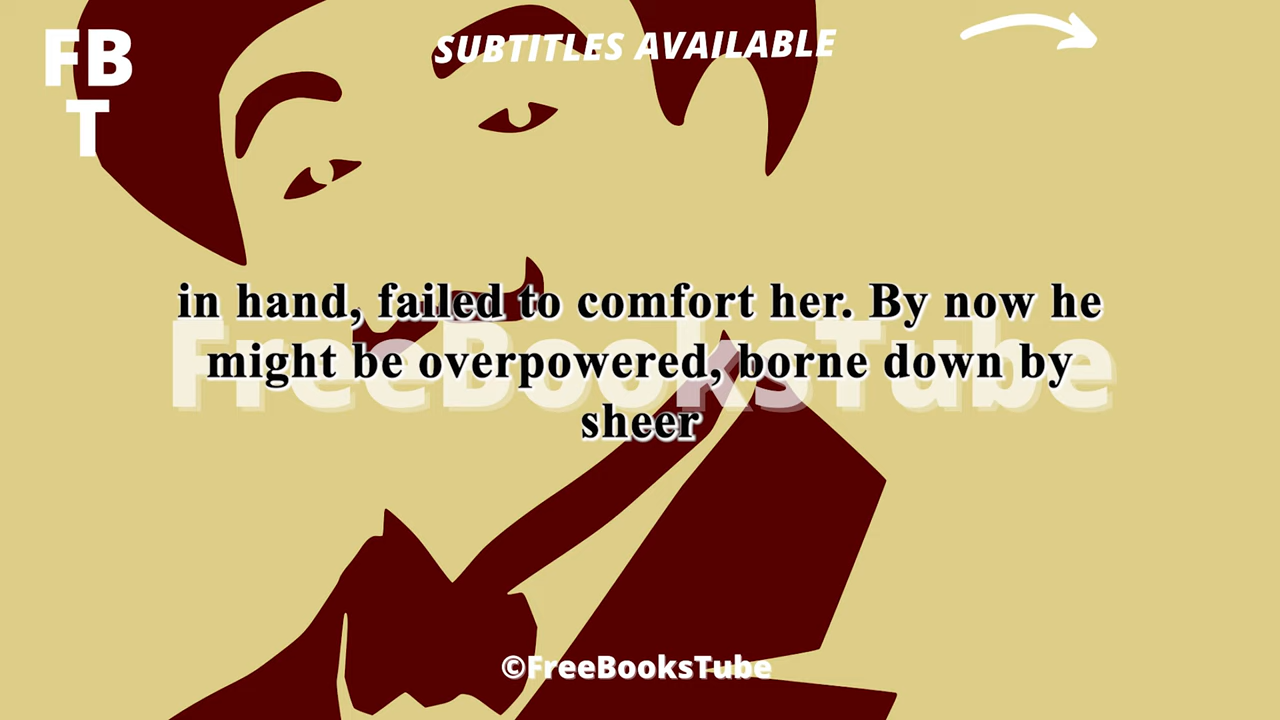 FB
T
SUBTITLES AVAILABLE
in hand, failed to comfort her. By now he
might be overpowered, borne down by
sheer
FreeBooksTube
©FreeBooksTube